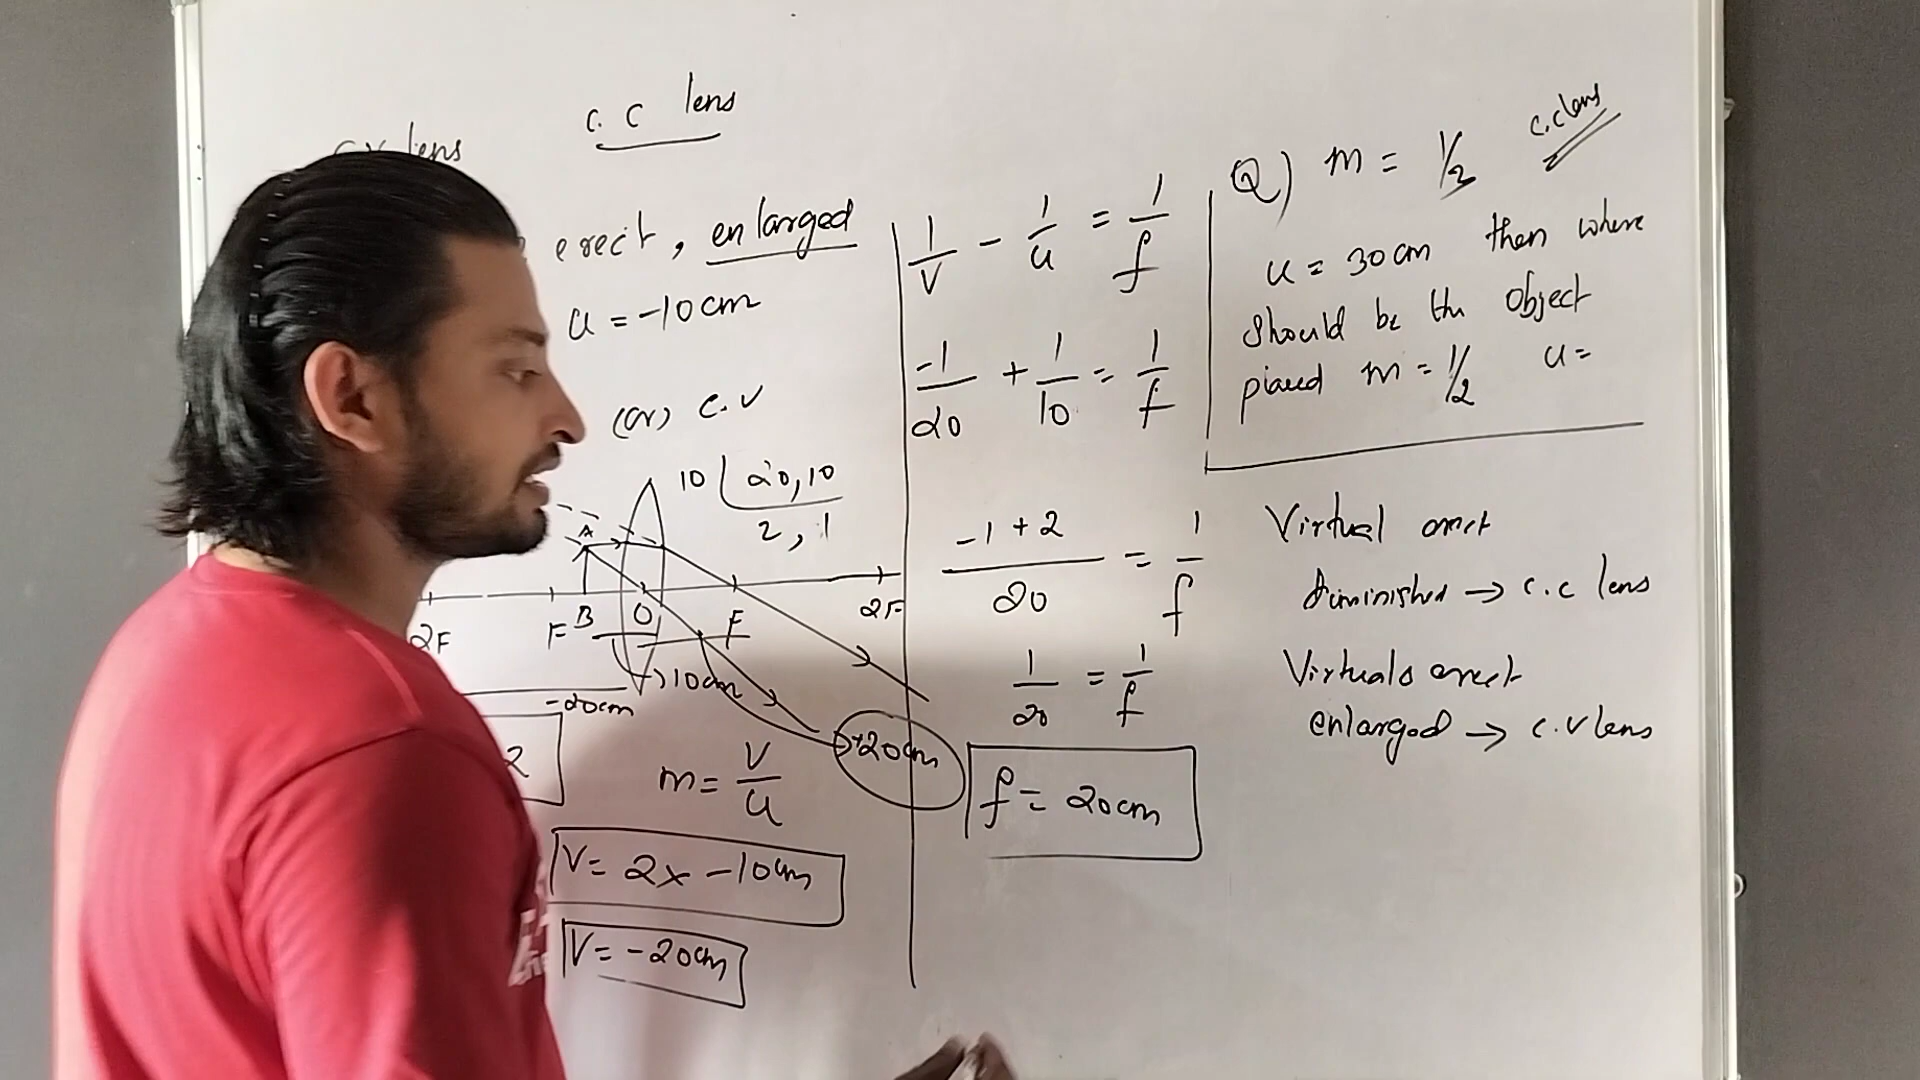 c.c lens
lens
erect, enlarged
u = -10cm
(or) c.v
10 20,10
2, 1
A
B O F 2F
2F F
10cm
-20cm
+20cm
2
m = v/u
V = 2x -10cm
V = -20cm
1/v - 1/u = 1/f
-1/20 + 1/10 = 1/f
-1+2/20 = 1/f
1/20 = 1/f
f = 20cm
Q) m = 1/2 c.c lens
u = 30cm then where
should be the object
placed m = 1/2 u =
Virtual erect
diminished → c.c lens
Virtual & erect
enlarged → c.v lens